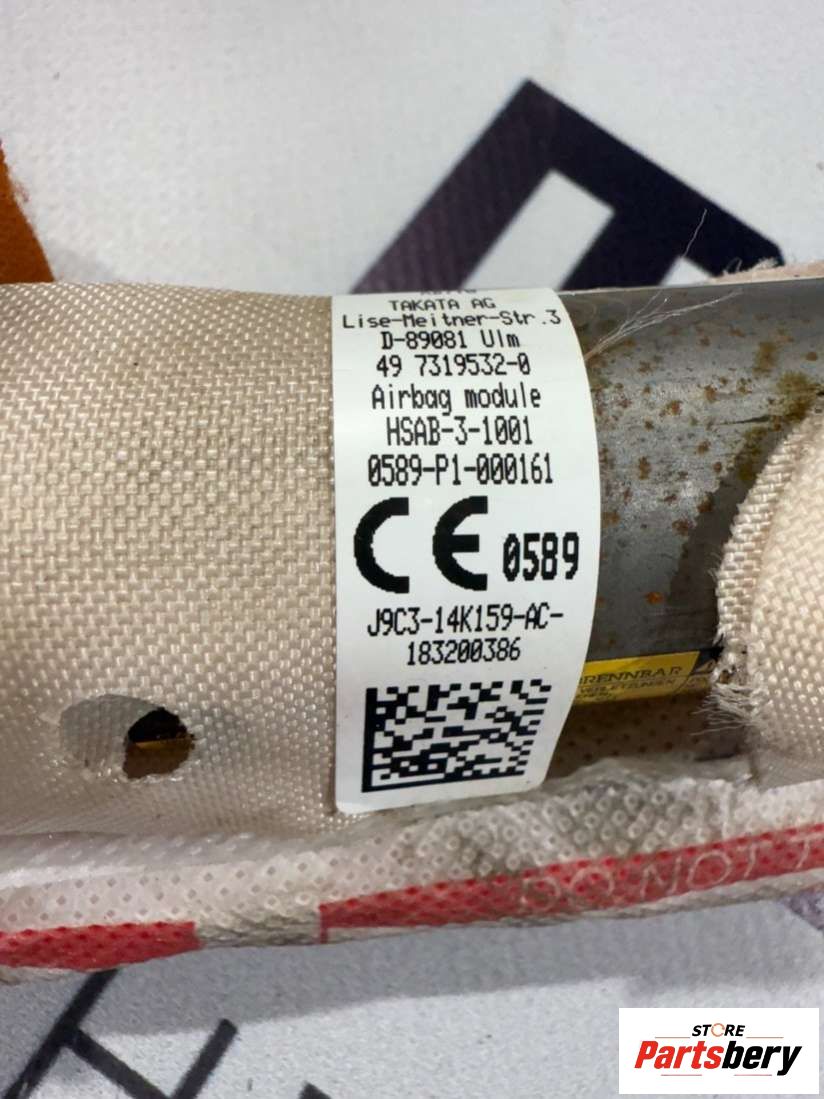 TAKATA AG
Lise-Meitner-Str.3
D-89081 Ulm
49 7319532-0
Airbag module
HSAB-3-1001
0589-P1-000161
CE 0589
J9C3-14K159-AC-
183200386
BRENNBAR
VERLETZUNGEN
DO NOT
STORE
Partsbery